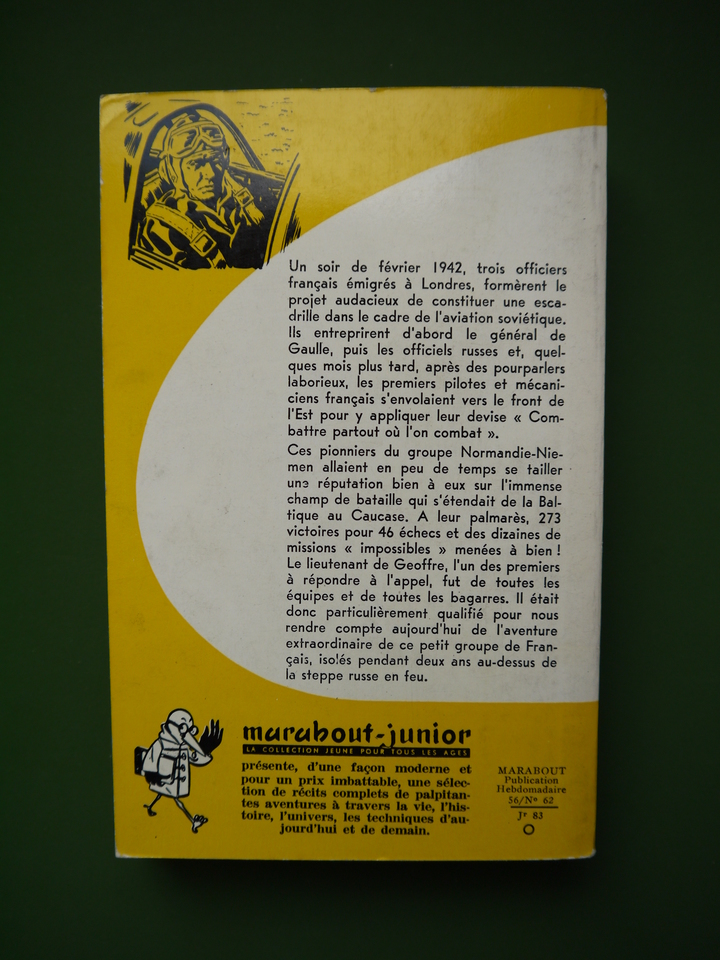 Un soir de février 1942, trois officiers
français émigrés à Londres, formèrent le
projet audacieux de constituer une esca-
drille dans le cadre de l'aviation soviétique.
Ils entreprirent d'abord le général de
Gaulle, puis les officiels russes et, quel-
ques mois plus tard, après des pourparlers
laborieux, les premiers pilotes et mécani-
ciens français s'envolaient vers le front de
l'Est pour y appliquer leur devise « Com-
battre partout où l'on combat ».
Ces pionniers du groupe Normandie-Nie-
men allaient en peu de temps se tailler
une réputation bien à eux sur l'immense
champ de bataille qui s'étendait de la Bal-
tique au Caucase. A leur palmarès, 273
victoires pour 46 échecs et des dizaines de
missions « impossibles » menées à bien !
Le lieutenant de Geoffre, l'un des premiers
à répondre à l'appel, fut de toutes les
équipes et de toutes les bagarres. Il était
donc particulièrement qualifié pour nous
rendre compte aujourd'hui de l'aventure
extraordinaire de ce petit groupe de Fran-
çais, isolés pendant deux ans au-dessus de
la steppe russe en feu.
marabout-junior
LA COLLECTION JEUNE POUR TOUS LES AGES
présente, d'une façon moderne et
pour un prix imbattable, une sélec-
tion de récits complets de palpitan-
tes aventures à travers la vie, l'his-
toire, l'univers, les techniques d'au-
jourd'hui et de demain.
MARABOUT
Publication
Hebdomadaire
56/Nº 62
Jr 83